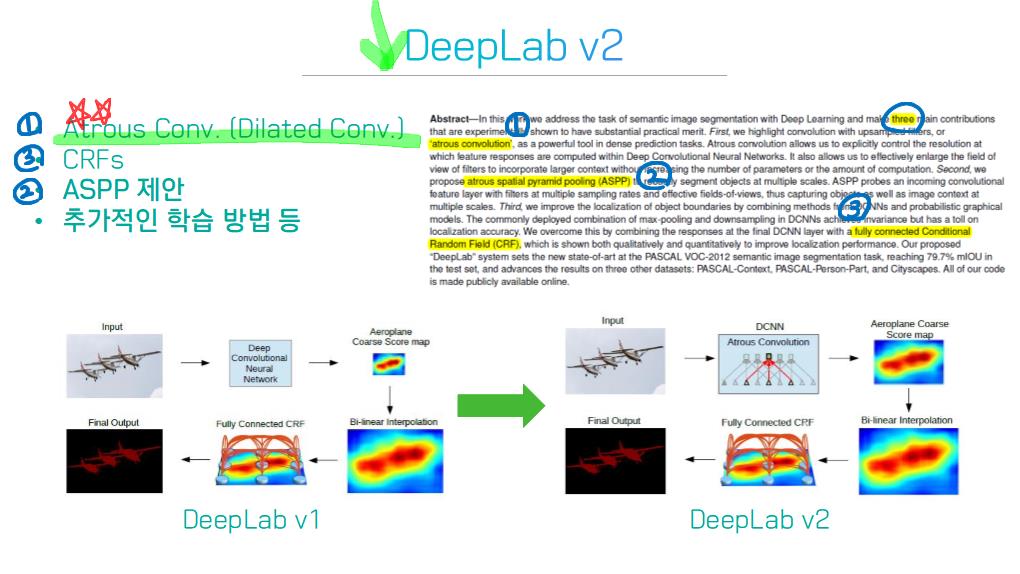 DeepLab v2
① Atrous Conv. (Dilated Conv.)
③ CRFs
② ASPP 제안
• 추가적인 학습 방법 등
Abstract—In this we address the task of semantic image segmentation with Deep Learning and make three main contributions
that are experimentally shown to have substantial practical merit. First, we highlight convolution with upsampled filters, or
'atrous convolution', as a powerful tool in dense prediction tasks. Atrous convolution allows us to explicitly control the resolution at
which feature responses are computed within Deep Convolutional Neural Networks. It also allows us to effectively enlarge the field of
view of filters to incorporate larger context without increasing the number of parameters or the amount of computation. Second, we
propose atrous spatial pyramid pooling (ASPP) to segment objects at multiple scales. ASPP probes an incoming convolutional
feature layer with filters at multiple sampling rates and effective fields-of-views, thus capturing objects as well as image context at
multiple scales. Third, we improve the localization of object boundaries by combining methods from DCNNs and probabilistic graphical
models. The commonly deployed combination of max-pooling and downsampling in DCNNs achieves invariance but has a toll on
localization accuracy. We overcome this by combining the responses at the final DCNN layer with a fully connected Conditional
Random Field (CRF), which is shown both qualitatively and quantitatively to improve localization performance. Our proposed
"DeepLab" system sets the new state-of-art at the PASCAL VOC-2012 semantic image segmentation task, reaching 79.7% mIOU in
the test set, and advances the results on three other datasets: PASCAL-Context, PASCAL-Person-Part, and Cityscapes. All of our code
is made publicly available online.
①
②
③
Input
Deep
Convolutional
Neural
Network
Aeroplane
Coarse Score map
Final Output
Fully Connected CRF
Bi-linear Interpolation
DeepLab v1
Input
DCNN
Atrous Convolution
Aeroplane Coarse
Score map
Final Output
Fully Connected CRF
Bi-linear Interpolation
DeepLab v2